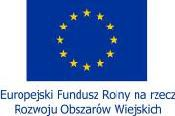 Europejski Fundusz Rolny na rzecz
Rozwoju Obszarów Wiejskich